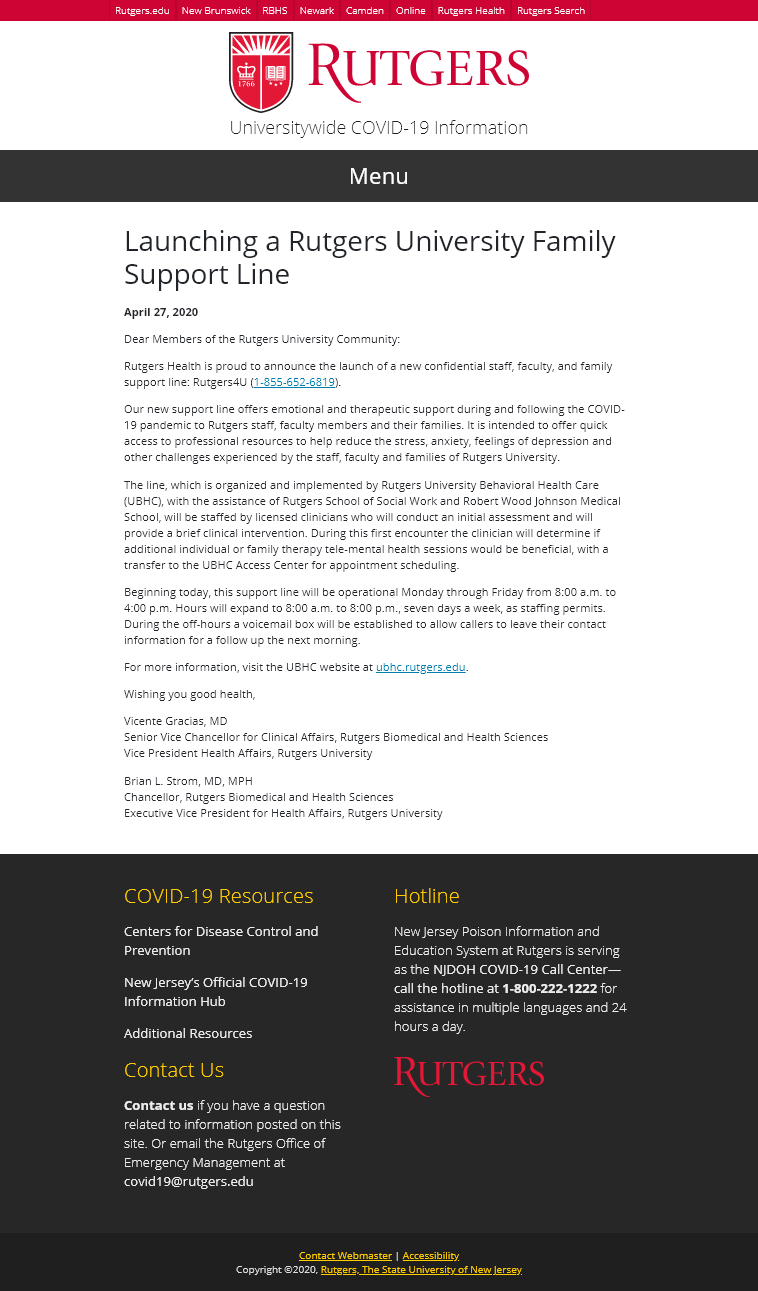 Rutgers.edu New Brunswick RBHS Newark Camden Online Rutgers Health Rutgers Search
1766
RUTGERS
Universitywide COVID-19 Information
Menu
Launching a Rutgers University Family
Support Line
April 27, 2020
Dear Members of the Rutgers University Community:
Rutgers Health is proud to announce the launch of a new confidential staff, faculty, and family
support line: Rutgers4U (1-855-652-6819).
Our new support line offers emotional and therapeutic support during and following the COVID-
19 pandemic to Rutgers staff, faculty members and their families. It is intended to offer quick
access to professional resources to help reduce the stress, anxiety, feelings of depression and
other challenges experienced by the staff, faculty and families of Rutgers University.
The line, which is organized and implemented by Rutgers University Behavioral Health Care
(UBHC), with the assistance of Rutgers School of Social Work and Robert Wood Johnson Medical
School, will be staffed by licensed clinicians who will conduct an initial assessment and will
provide a brief clinical intervention. During this first encounter the clinician will determine if
additional individual or family therapy tele-mental health sessions would be beneficial, with a
transfer to the UBHC Access Center for appointment scheduling.
Beginning today, this support line will be operational Monday through Friday from 8:00 a.m. to
4:00 p.m. Hours will expand to 8:00 a.m. to 8:00 p.m., seven days a week, as staffing permits.
During the off-hours a voicemail box will be established to allow callers to leave their contact
information for a follow up the next morning.
For more information, visit the UBHC website at ubhc.rutgers.edu.
Wishing you good health,
Vicente Gracias, MD
Senior Vice Chancellor for Clinical Affairs, Rutgers Biomedical and Health Sciences
Vice President Health Affairs, Rutgers University
Brian L. Strom, MD, MPH
Chancellor, Rutgers Biomedical and Health Sciences
Executive Vice President for Health Affairs, Rutgers University
COVID-19 Resources
Centers for Disease Control and
Prevention
New Jersey’s Official COVID-19
Information Hub
Additional Resources
Contact Us
Contact us if you have a question
related to information posted on this
site. Or email the Rutgers Office of
Emergency Management at
covid19@rutgers.edu
Hotline
New Jersey Poison Information and
Education System at Rutgers is serving
as the NJDOH COVID-19 Call Center—
call the hotline at 1-800-222-1222 for
assistance in multiple languages and 24
hours a day.
RUTGERS
Contact Webmaster | Accessibility
Copyright ©2020, Rutgers, The State University of New Jersey